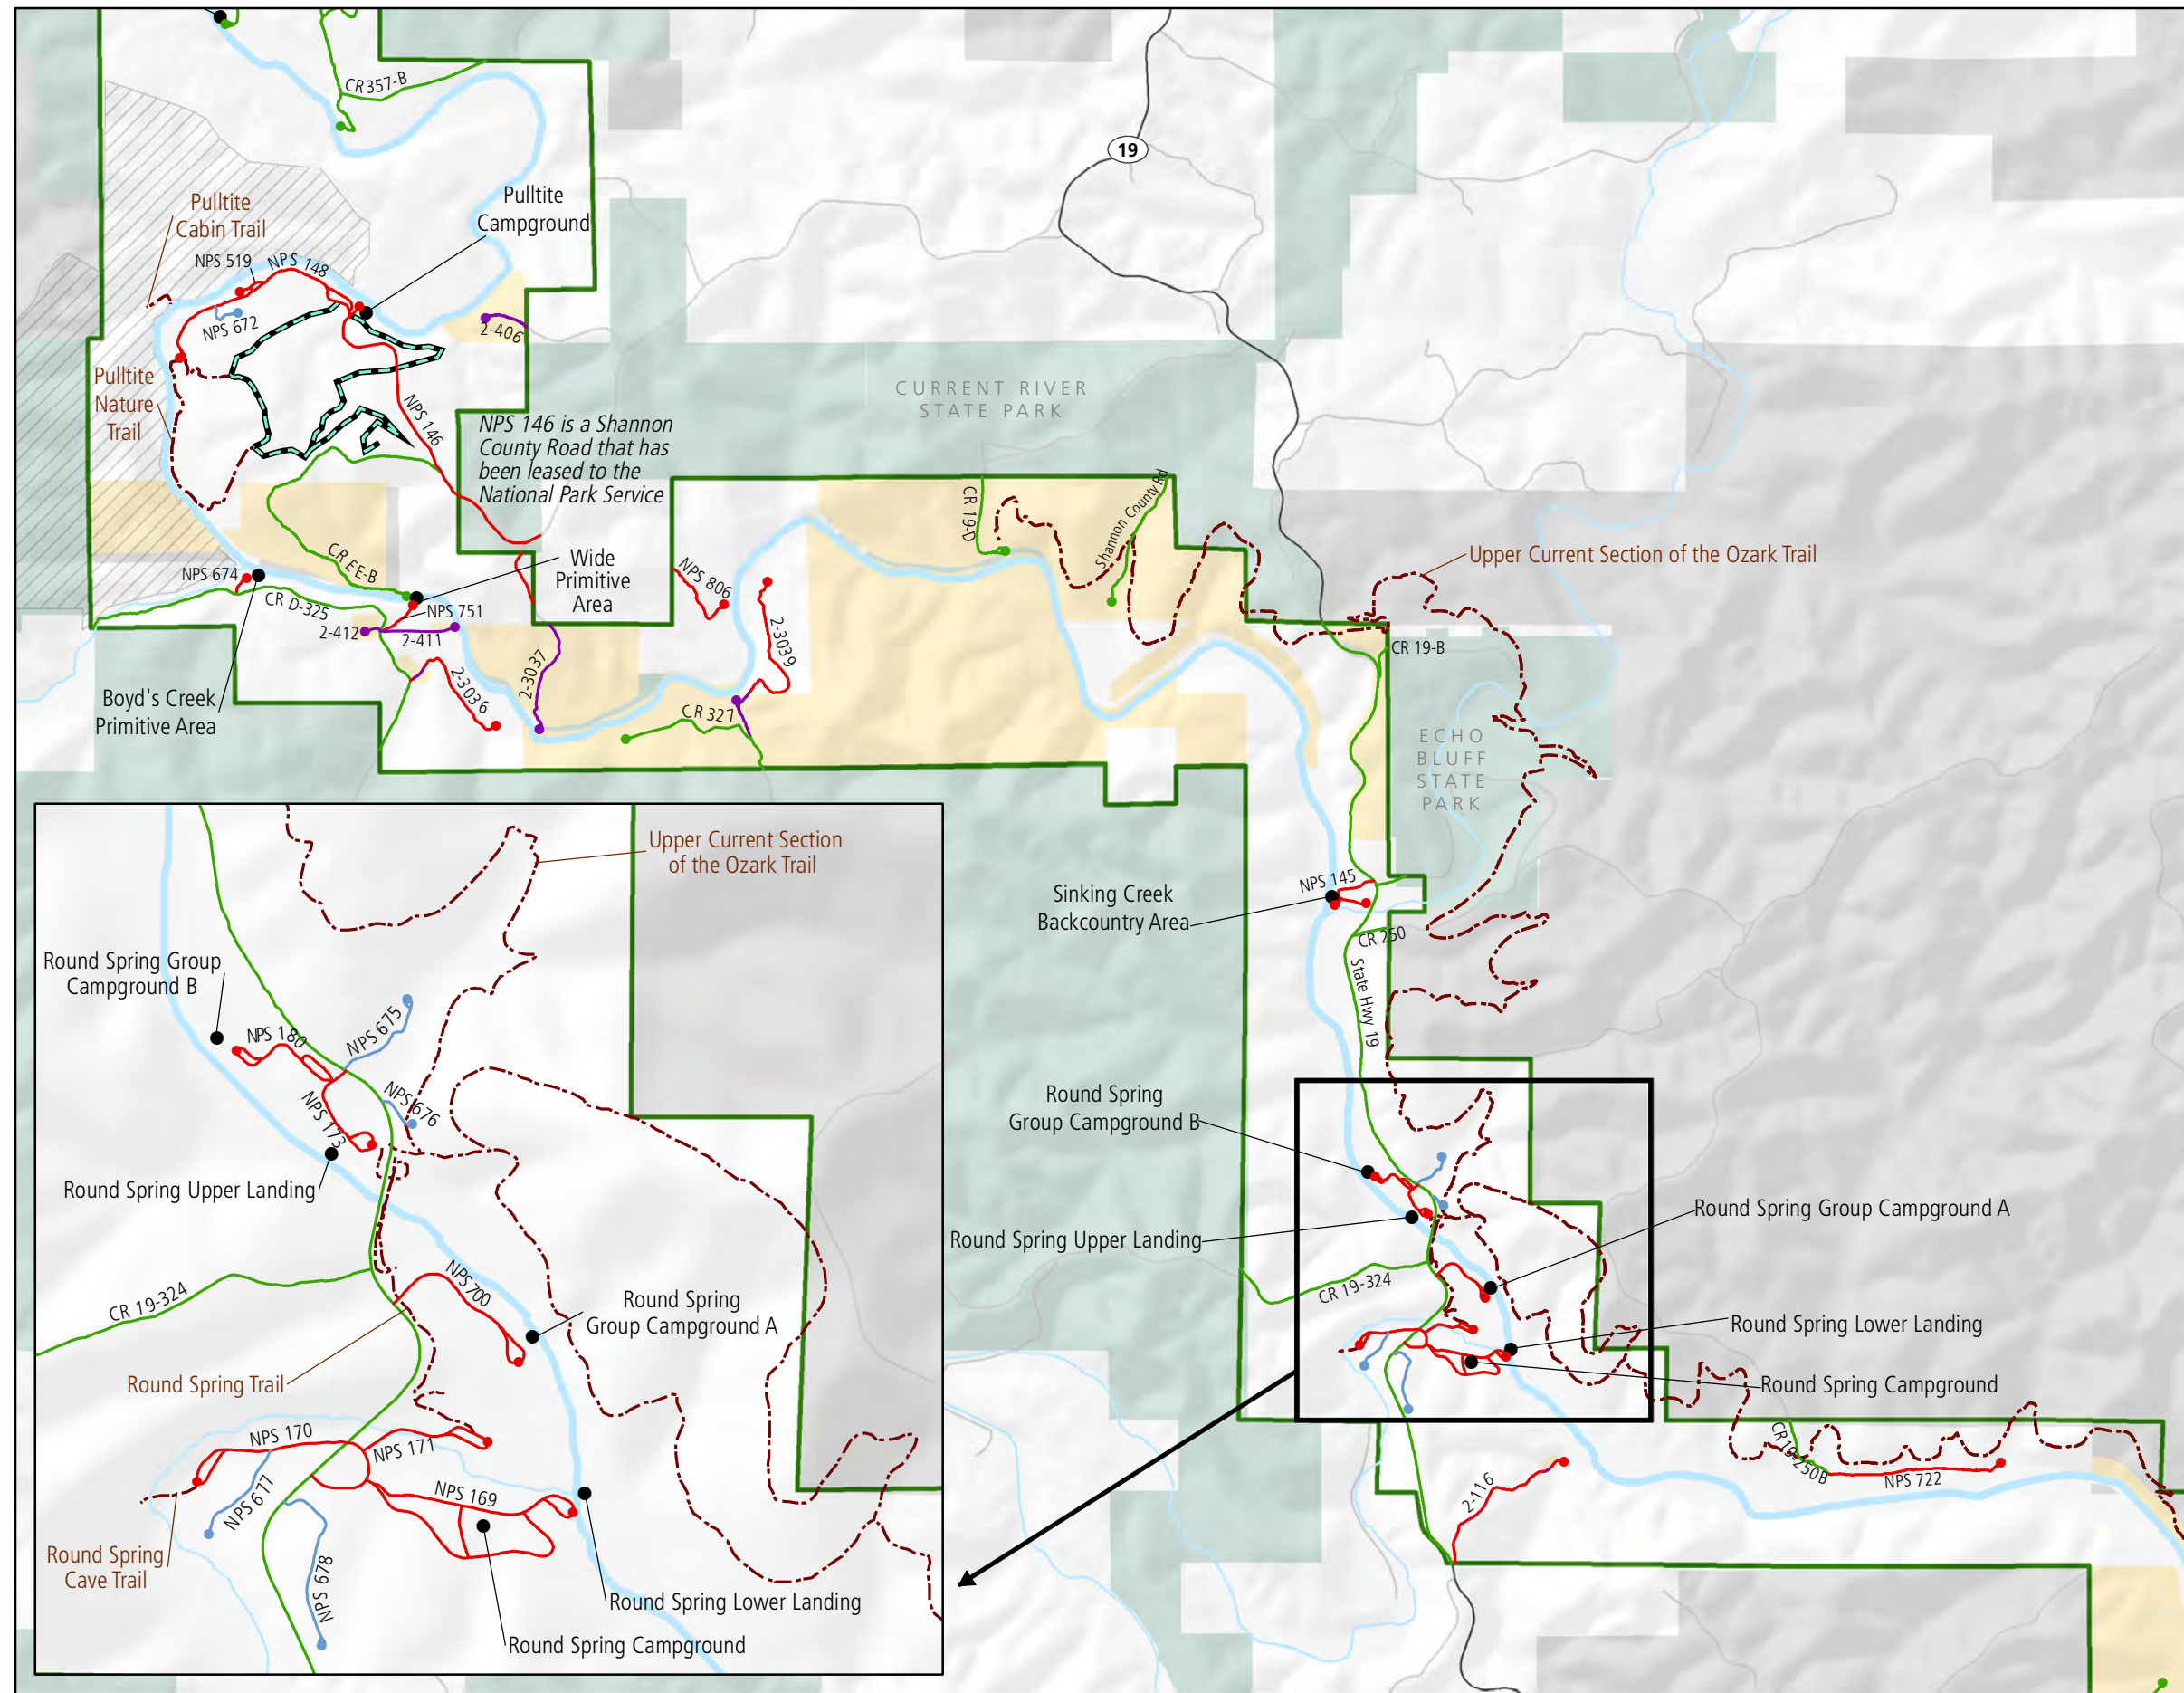 CR357-B
19
Pulltite
Cabin Trail
Pulltite
Campground
NPS 519
NPS 148
NPS 672
2-406
Pulltite
Nature
Trail
NPS 146
NPS 146 is a Shannon
County Road that has
been leased to the
National Park Service
CURRENT RIVER
STATE PARK
CR 19-D
Shannon County Rd
Upper Current Section of the Ozark Trail
CR EE-B
Wide
Primitive
Area
NPS 674
CR D-325
NPS 751
2-412
2-411
NPS 806
2-3039
2-3037
2-3036
CR 327
CR 19-B
Boyd's Creek
Primitive Area
ECHO
BLUFF
STATE
PARK
NPS 145
Sinking Creek
Backcountry Area
CR 250
State Hwy 19
Round Spring
Group Campground B
Round Spring Group Campground A
Round Spring Upper Landing
CR 19-324
Round Spring Lower Landing
Round Spring Campground
CR19-250B
NPS 722
2-116
Upper Current Section
of the Ozark Trail
Round Spring Group
Campground B
NPS 180
NPS 675
NPS 676
NPS 173
Round Spring Upper Landing
CR 19-324
NPS 700
Round Spring
Group Campground A
Round Spring Trail
NPS 170
NPS 171
NPS 677
NPS 169
Round Spring
Cave Trail
NPS 678
Round Spring Lower Landing
Round Spring Campground